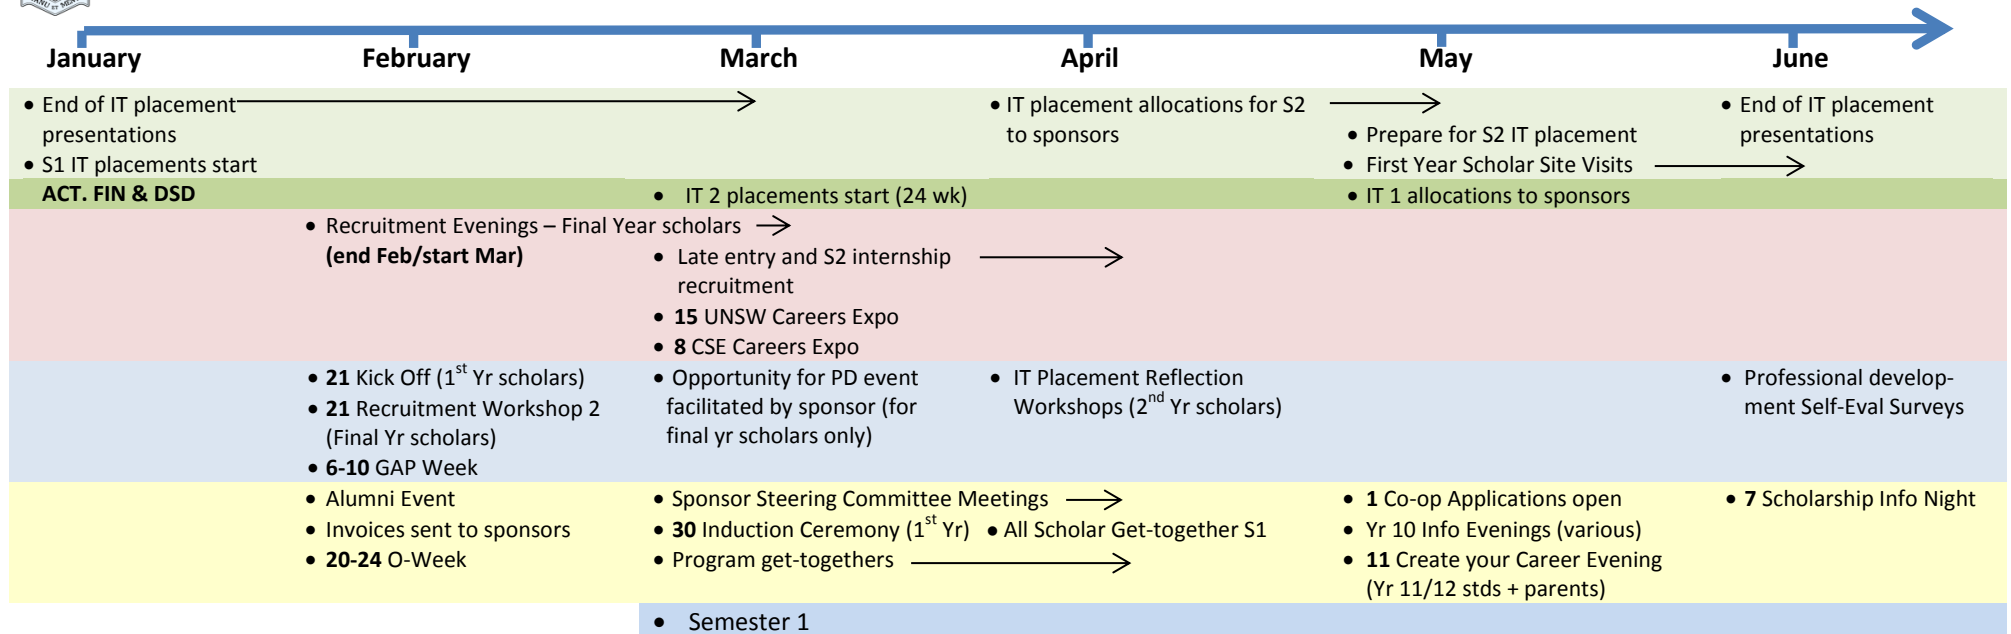 MANU ET MENTE
January February March April May June
• End of IT placement
presentations
• S1 IT placements start
• IT placement allocations for S2
to sponsors
• Prepare for S2 IT placement
• First Year Scholar Site Visits
• End of IT placement
presentations
ACT. FIN & DSD
• IT 2 placements start (24 wk)
• IT 1 allocations to sponsors
• Recruitment Evenings – Final Year scholars
(end Feb/start Mar)
• Late entry and S2 internship
recruitment
• 15 UNSW Careers Expo
• 8 CSE Careers Expo
• 21 Kick Off (1st Yr scholars)
• 21 Recruitment Workshop 2
(Final Yr scholars)
• 6-10 GAP Week
• Opportunity for PD event
facilitated by sponsor (for
final yr scholars only)
• IT Placement Reflection
Workshops (2nd Yr scholars)
• Professional develop-
ment Self-Eval Surveys
• Alumni Event
• Invoices sent to sponsors
• 20-24 O-Week
• Sponsor Steering Committee Meetings
• 30 Induction Ceremony (1st Yr)
• Program get-togethers
• All Scholar Get-together S1
• 1 Co-op Applications open
• Yr 10 Info Evenings (various)
• 11 Create your Career Evening
(Yr 11/12 stds + parents)
• 7 Scholarship Info Night
• Semester 1